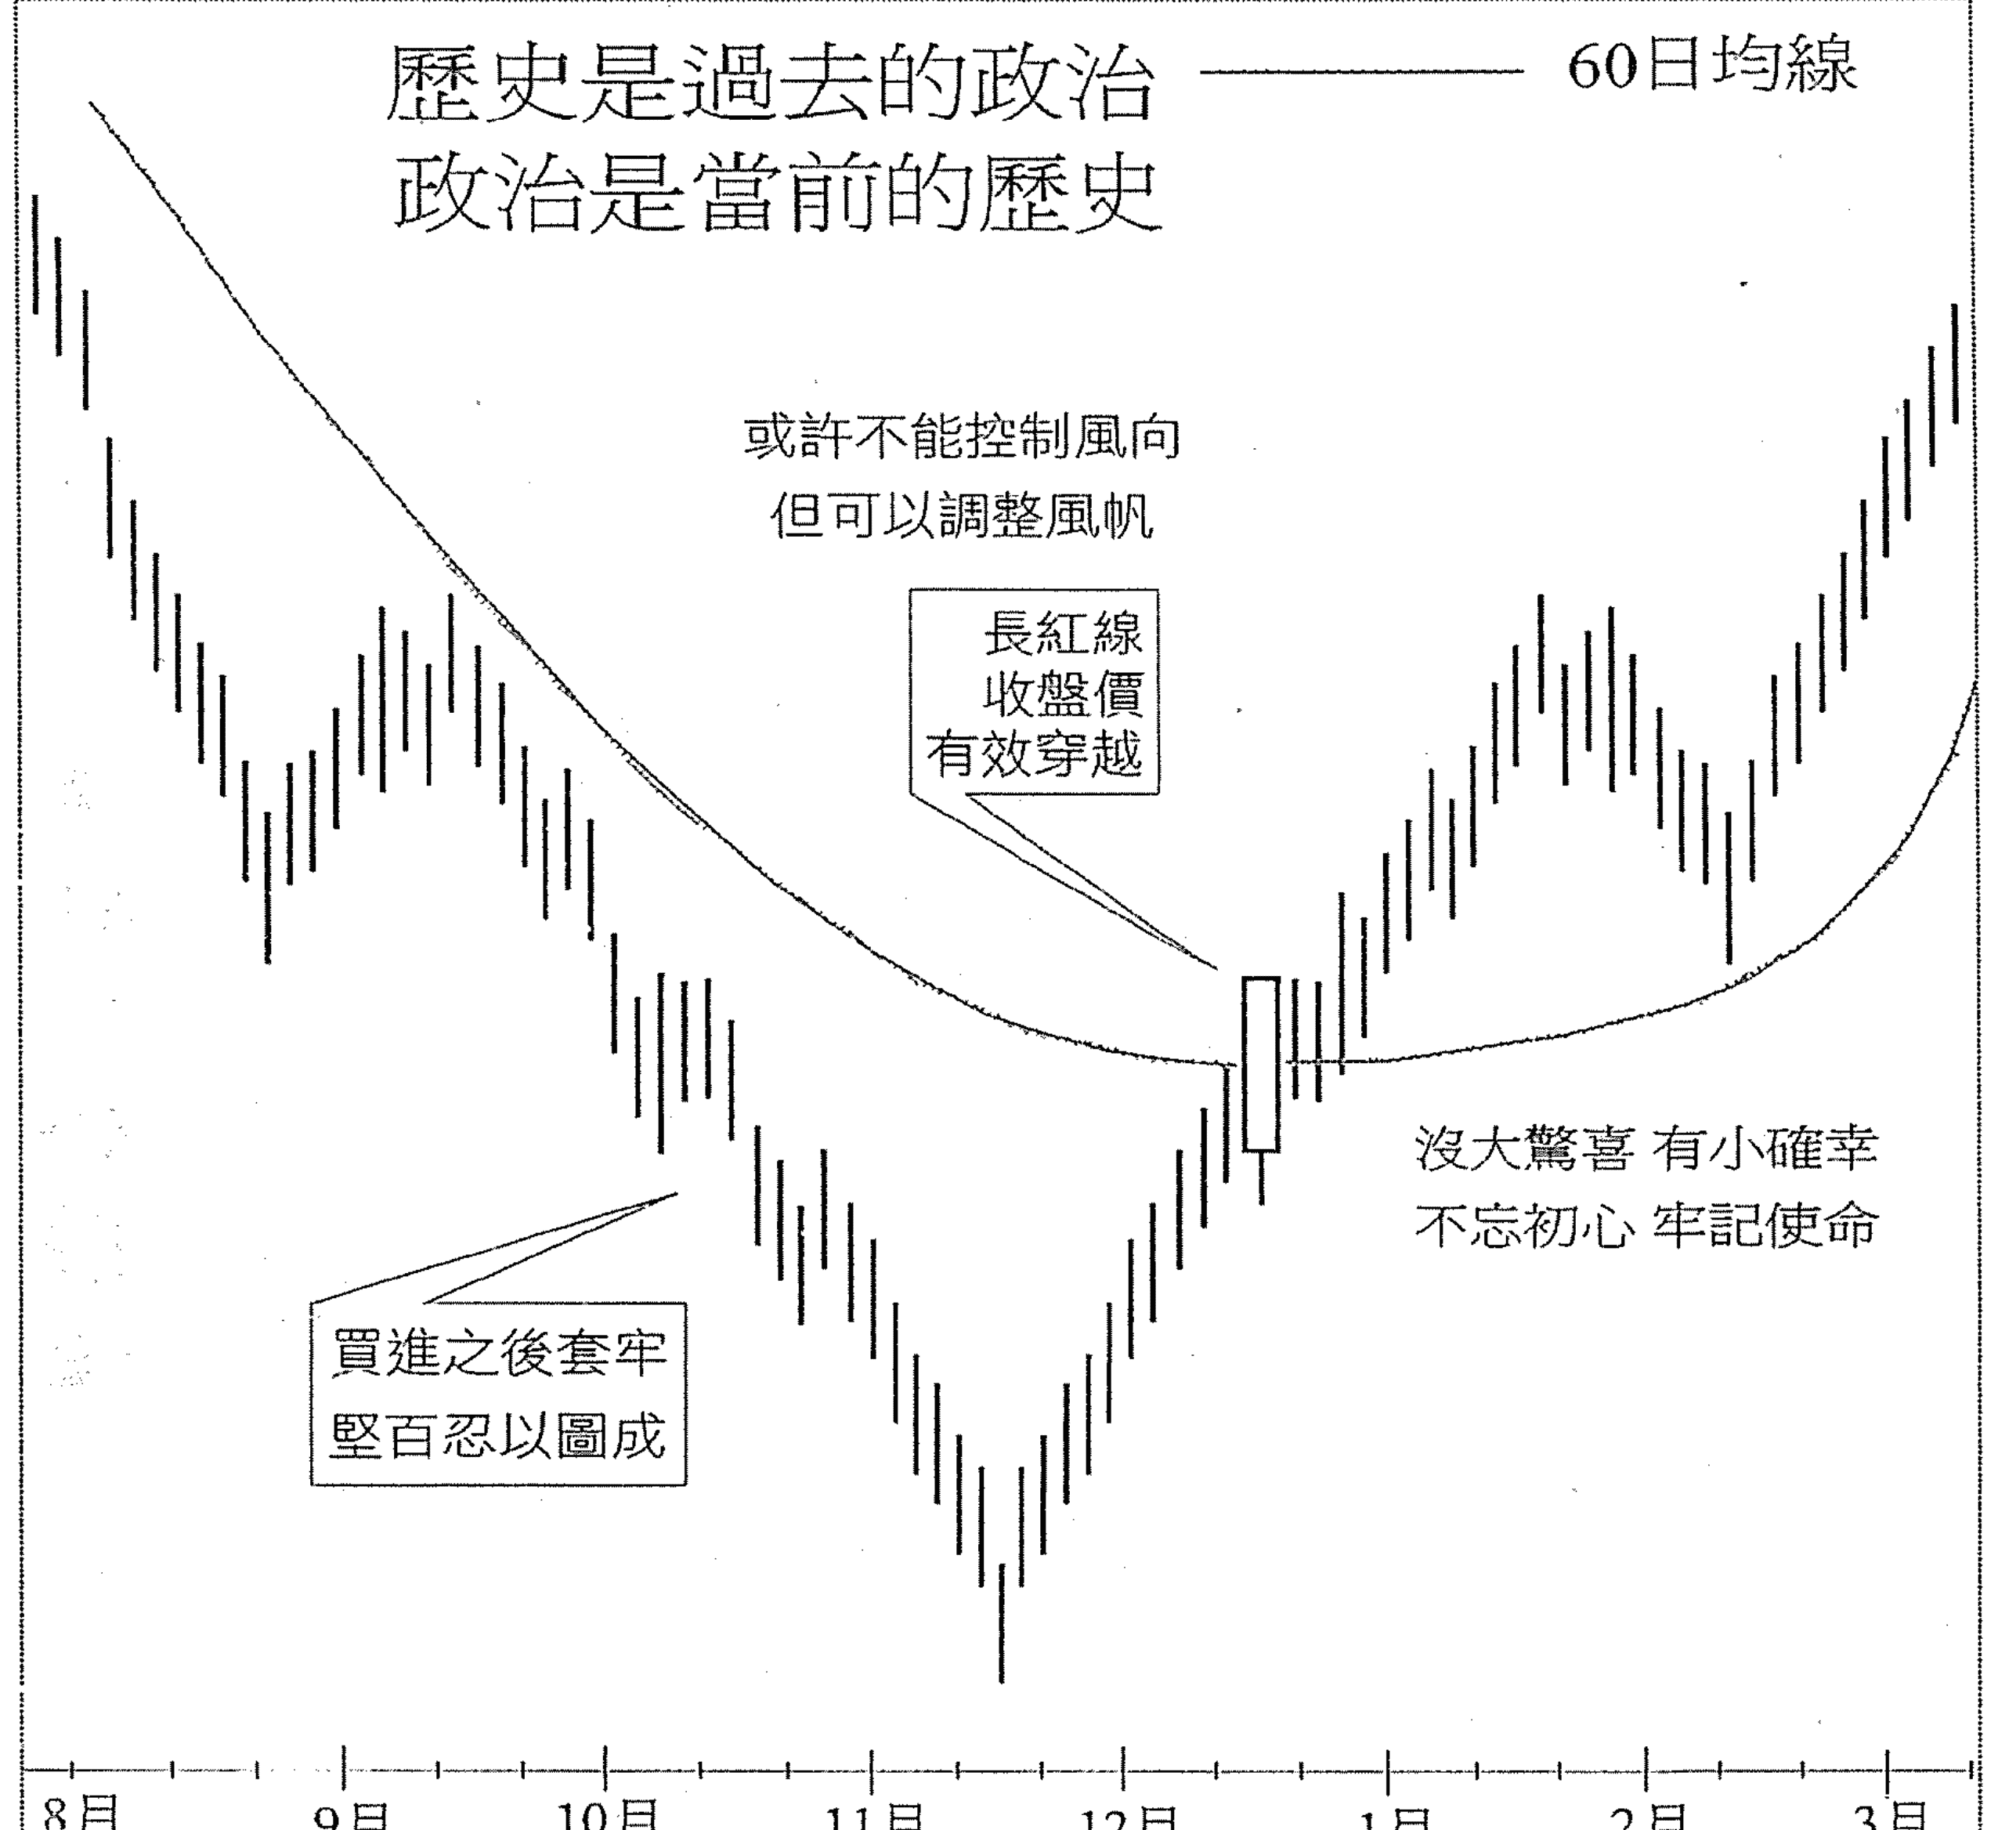 歷史是過去的政治
60日均線
政治是當前的歷史
或許不能控制風向
但可以調整風帆
長紅線
收盤價
有效穿越
沒大驚喜 有小確幸
不忘初心 牢記使命
買進之後套牢
堅百忍以圖成
8月 9月 10月 11月 12月 1月 2月 3月